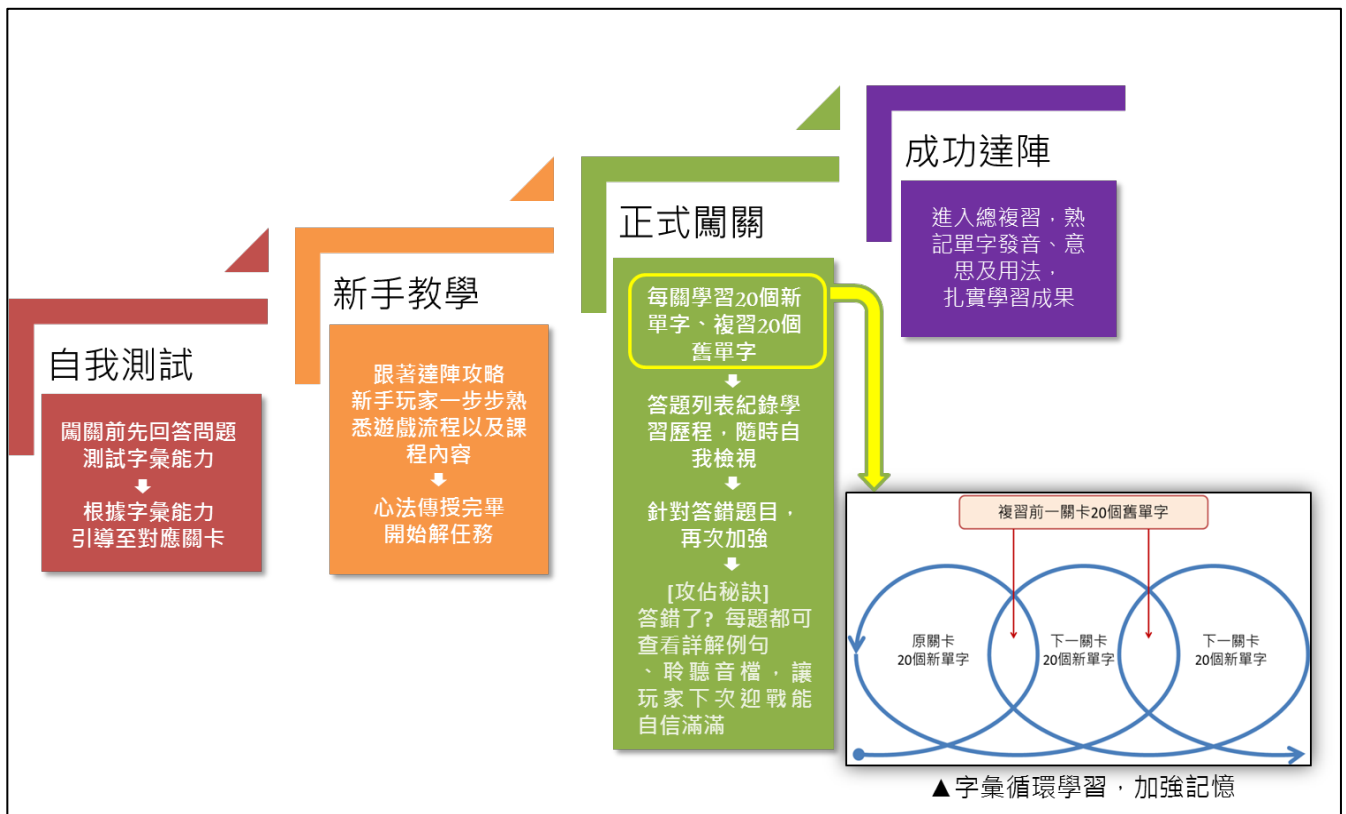 自我測試
闖關前先回答問題
測試字彙能力
根據字彙能力
引導至對應關卡
新手教學
跟著達陣攻略
新手玩家一步步熟
悉遊戲流程以及課
程內容
心法傳授完畢
開始解任務
正式闖關
每關學習20個新
單字、複習20個
舊單字
答題列表紀錄學
習歷程，隨時自
我檢視
針對答錯題目，
再次加強
[攻佔秘訣]
答錯了? 每題都可
查看詳解例句
、聆聽音檔，讓
玩家下次迎戰能
自信滿滿
成功達陣
進入總複習，熟
記單字發音、意
思及用法，
扎實學習成果
複習前一關卡20個舊單字
原關卡
20個新單字
下一關卡
20個新單字
下一關卡
20個新單字
▲字彙循環學習，加強記憶